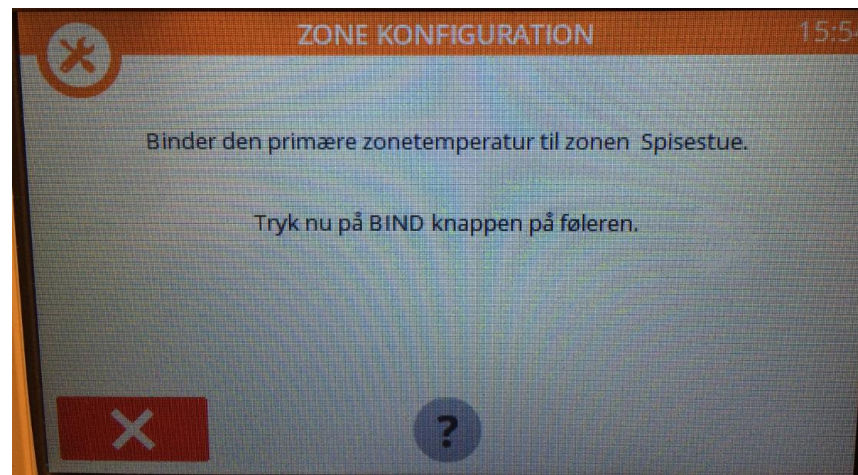 ZONE KONFIGURATION
Binder den primære zonetemperatur til zonen Spisestue.
Tryk nu på BIND knappen på føleren.
?